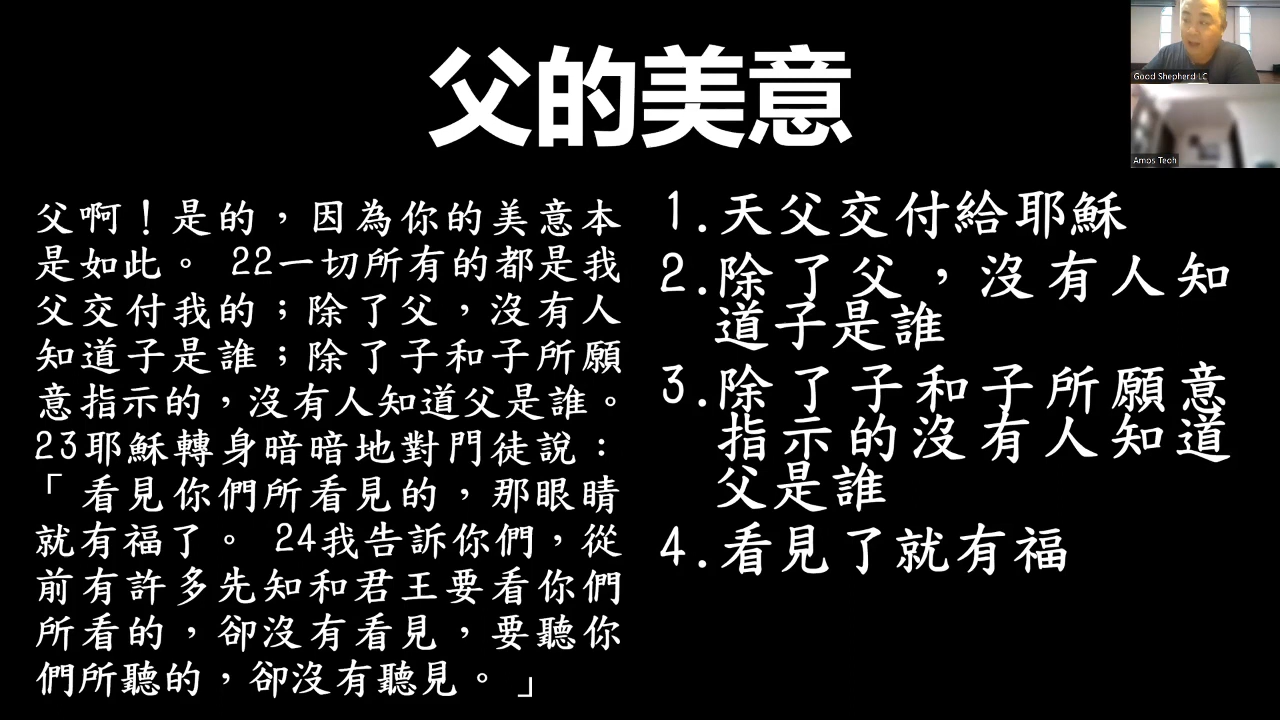 父的美意
父啊！是的，因為你的美意本
是如此。 22一切所有的都是我
父交付我的；除了父，沒有人
知道子是誰；除了子和子所願
意指示的，沒有人知道父是誰。
23耶穌轉身暗暗地對門徒說：
「 看見你們所看見的，那眼睛
就有福了。 24我告訴你們，從
前有許多先知和君王要看你們
所看的，卻沒有看見，要聽你
們所聽的，卻沒有聽見。 」
1.天父交付給耶穌
2.除了父，沒有人知
道子是誰
3.除了子和子所願意
指示的沒有人知道
父是誰
4.看見了就有福
Good Shepherd LC
Amos Teoh